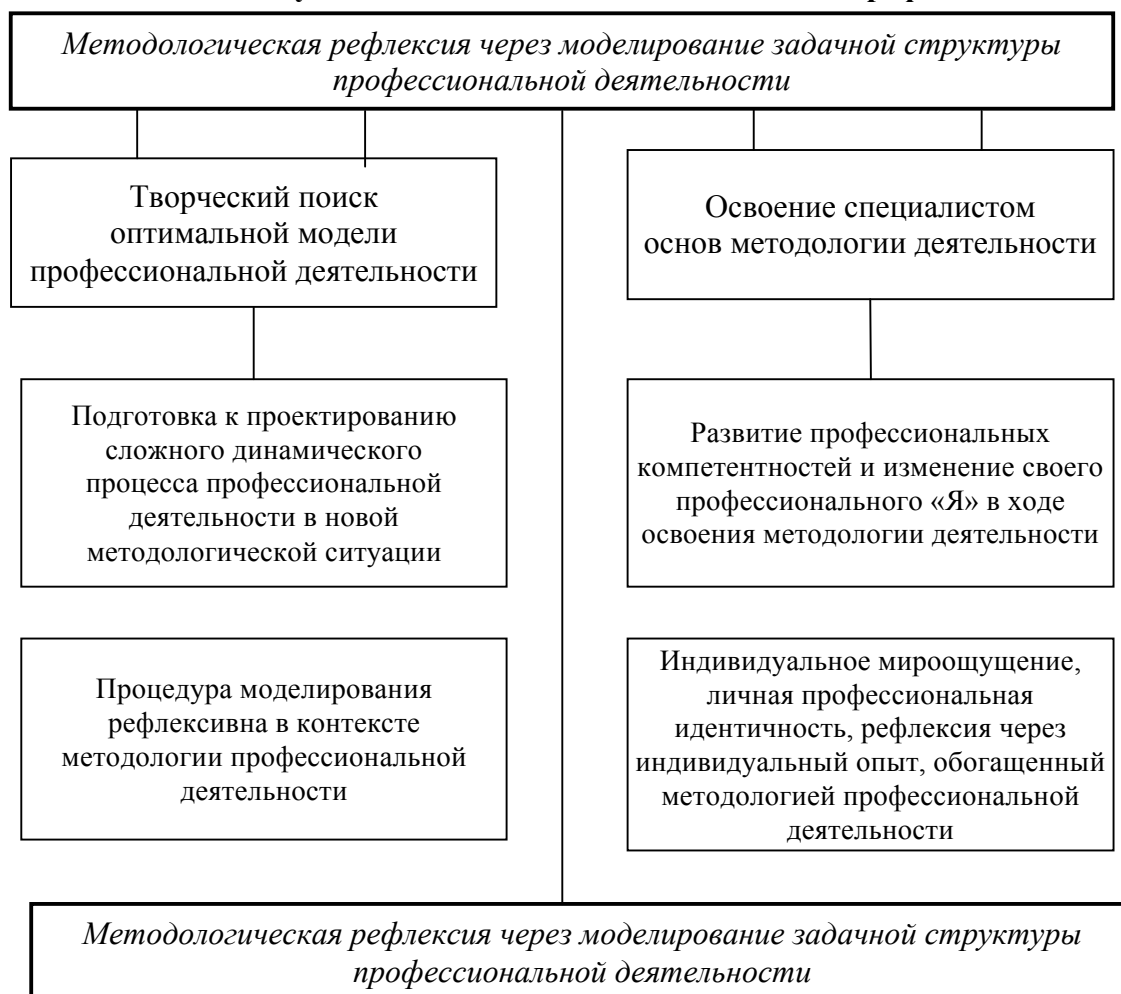 Методологическая рефлексия через моделирование задачной структуры
профессиональной деятельности
Творческий поиск
оптимальной модели
профессиональной деятельности
Освоение специалистом
основ методологии деятельности
Подготовка к проектированию
сложного динамического
процесса профессиональной
деятельности в новой
методологической ситуации
Развитие профессиональных
компетентностей и изменение своего
профессионального «Я» в ходе
освоения методологии деятельности
Процедура моделирования
рефлексивна в контексте
методологии профессиональной
деятельности
Индивидуальное мироощущение,
личная профессиональная
идентичность, рефлексия через
индивидуальный опыт, обогащенный
методологией профессиональной
деятельности
Методологическая рефлексия через моделирование задачной структуры
профессиональной деятельности